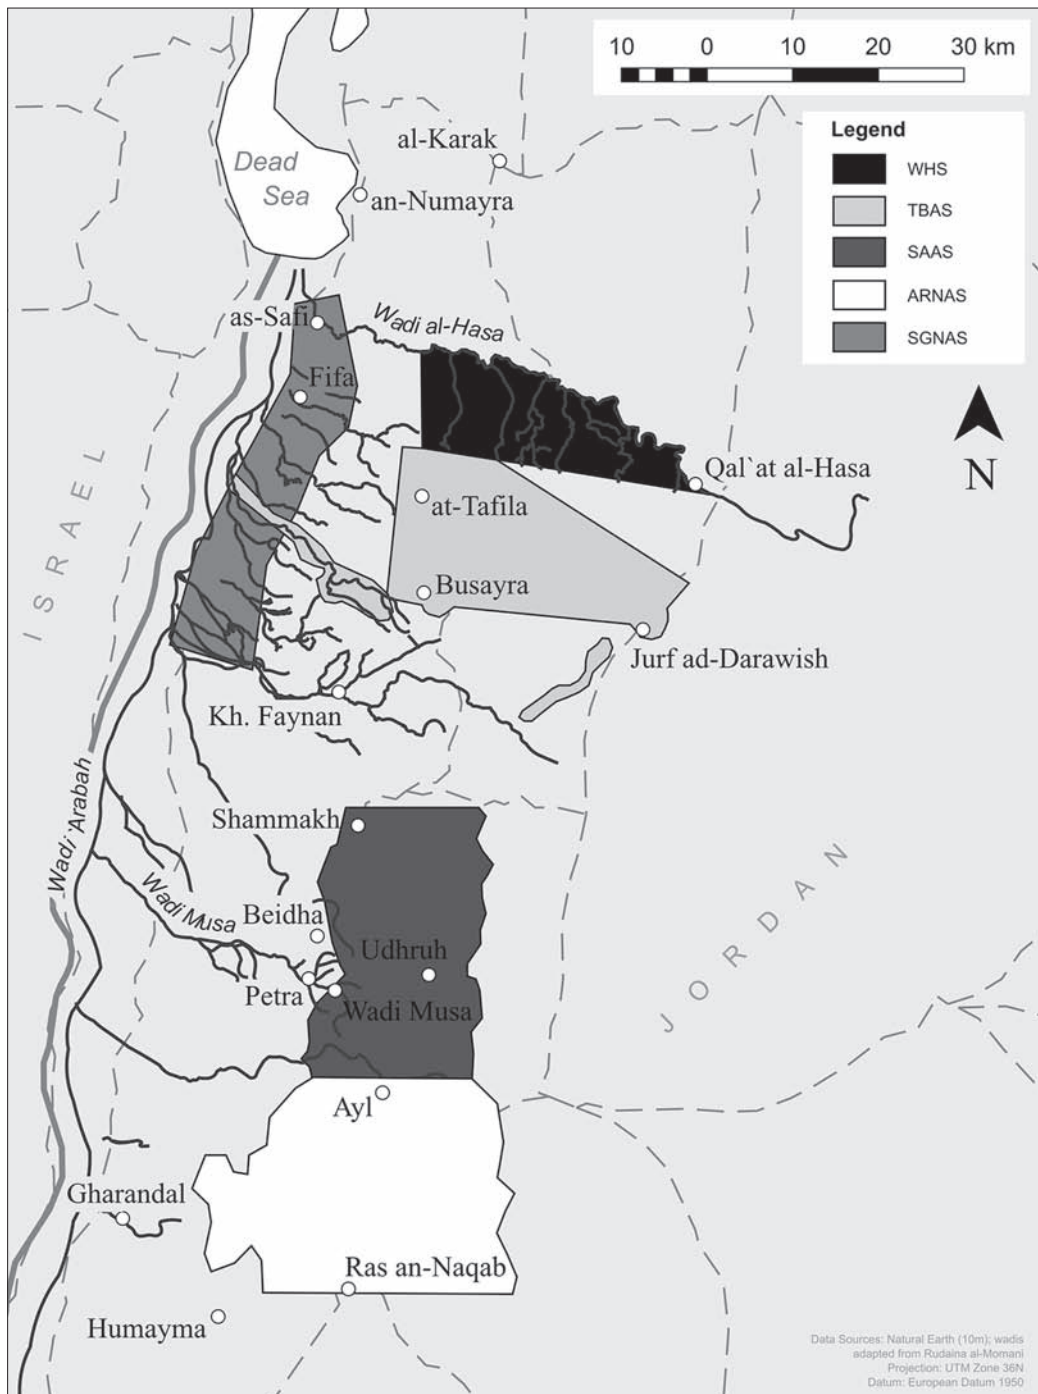 10 0 10 20 30 km
Legend
WHS
TBAS
SAAS
ARNAS
SGNAS
N
al-Karak
Dead
Sea
an-Numayra
as-Safi
Wadi al-Hasa
Fifa
Qal`at al-Hasa
at-Tafila
ISRAEL
Busayra
Jurf ad-Darawish
Kh. Faynan
Wadi `Arabah
Shammakh
JORDAN
Wadi Musa
Beidha
Udhruh
Petra
Wadi Musa
Ayl
Gharandal
Ras an-Naqab
Humayma
Data Sources: Natural Earth (10m); wadis
adapted from Rudaina al-Momani
Projection: UTM Zone 36N
Datum: European Datum 1950